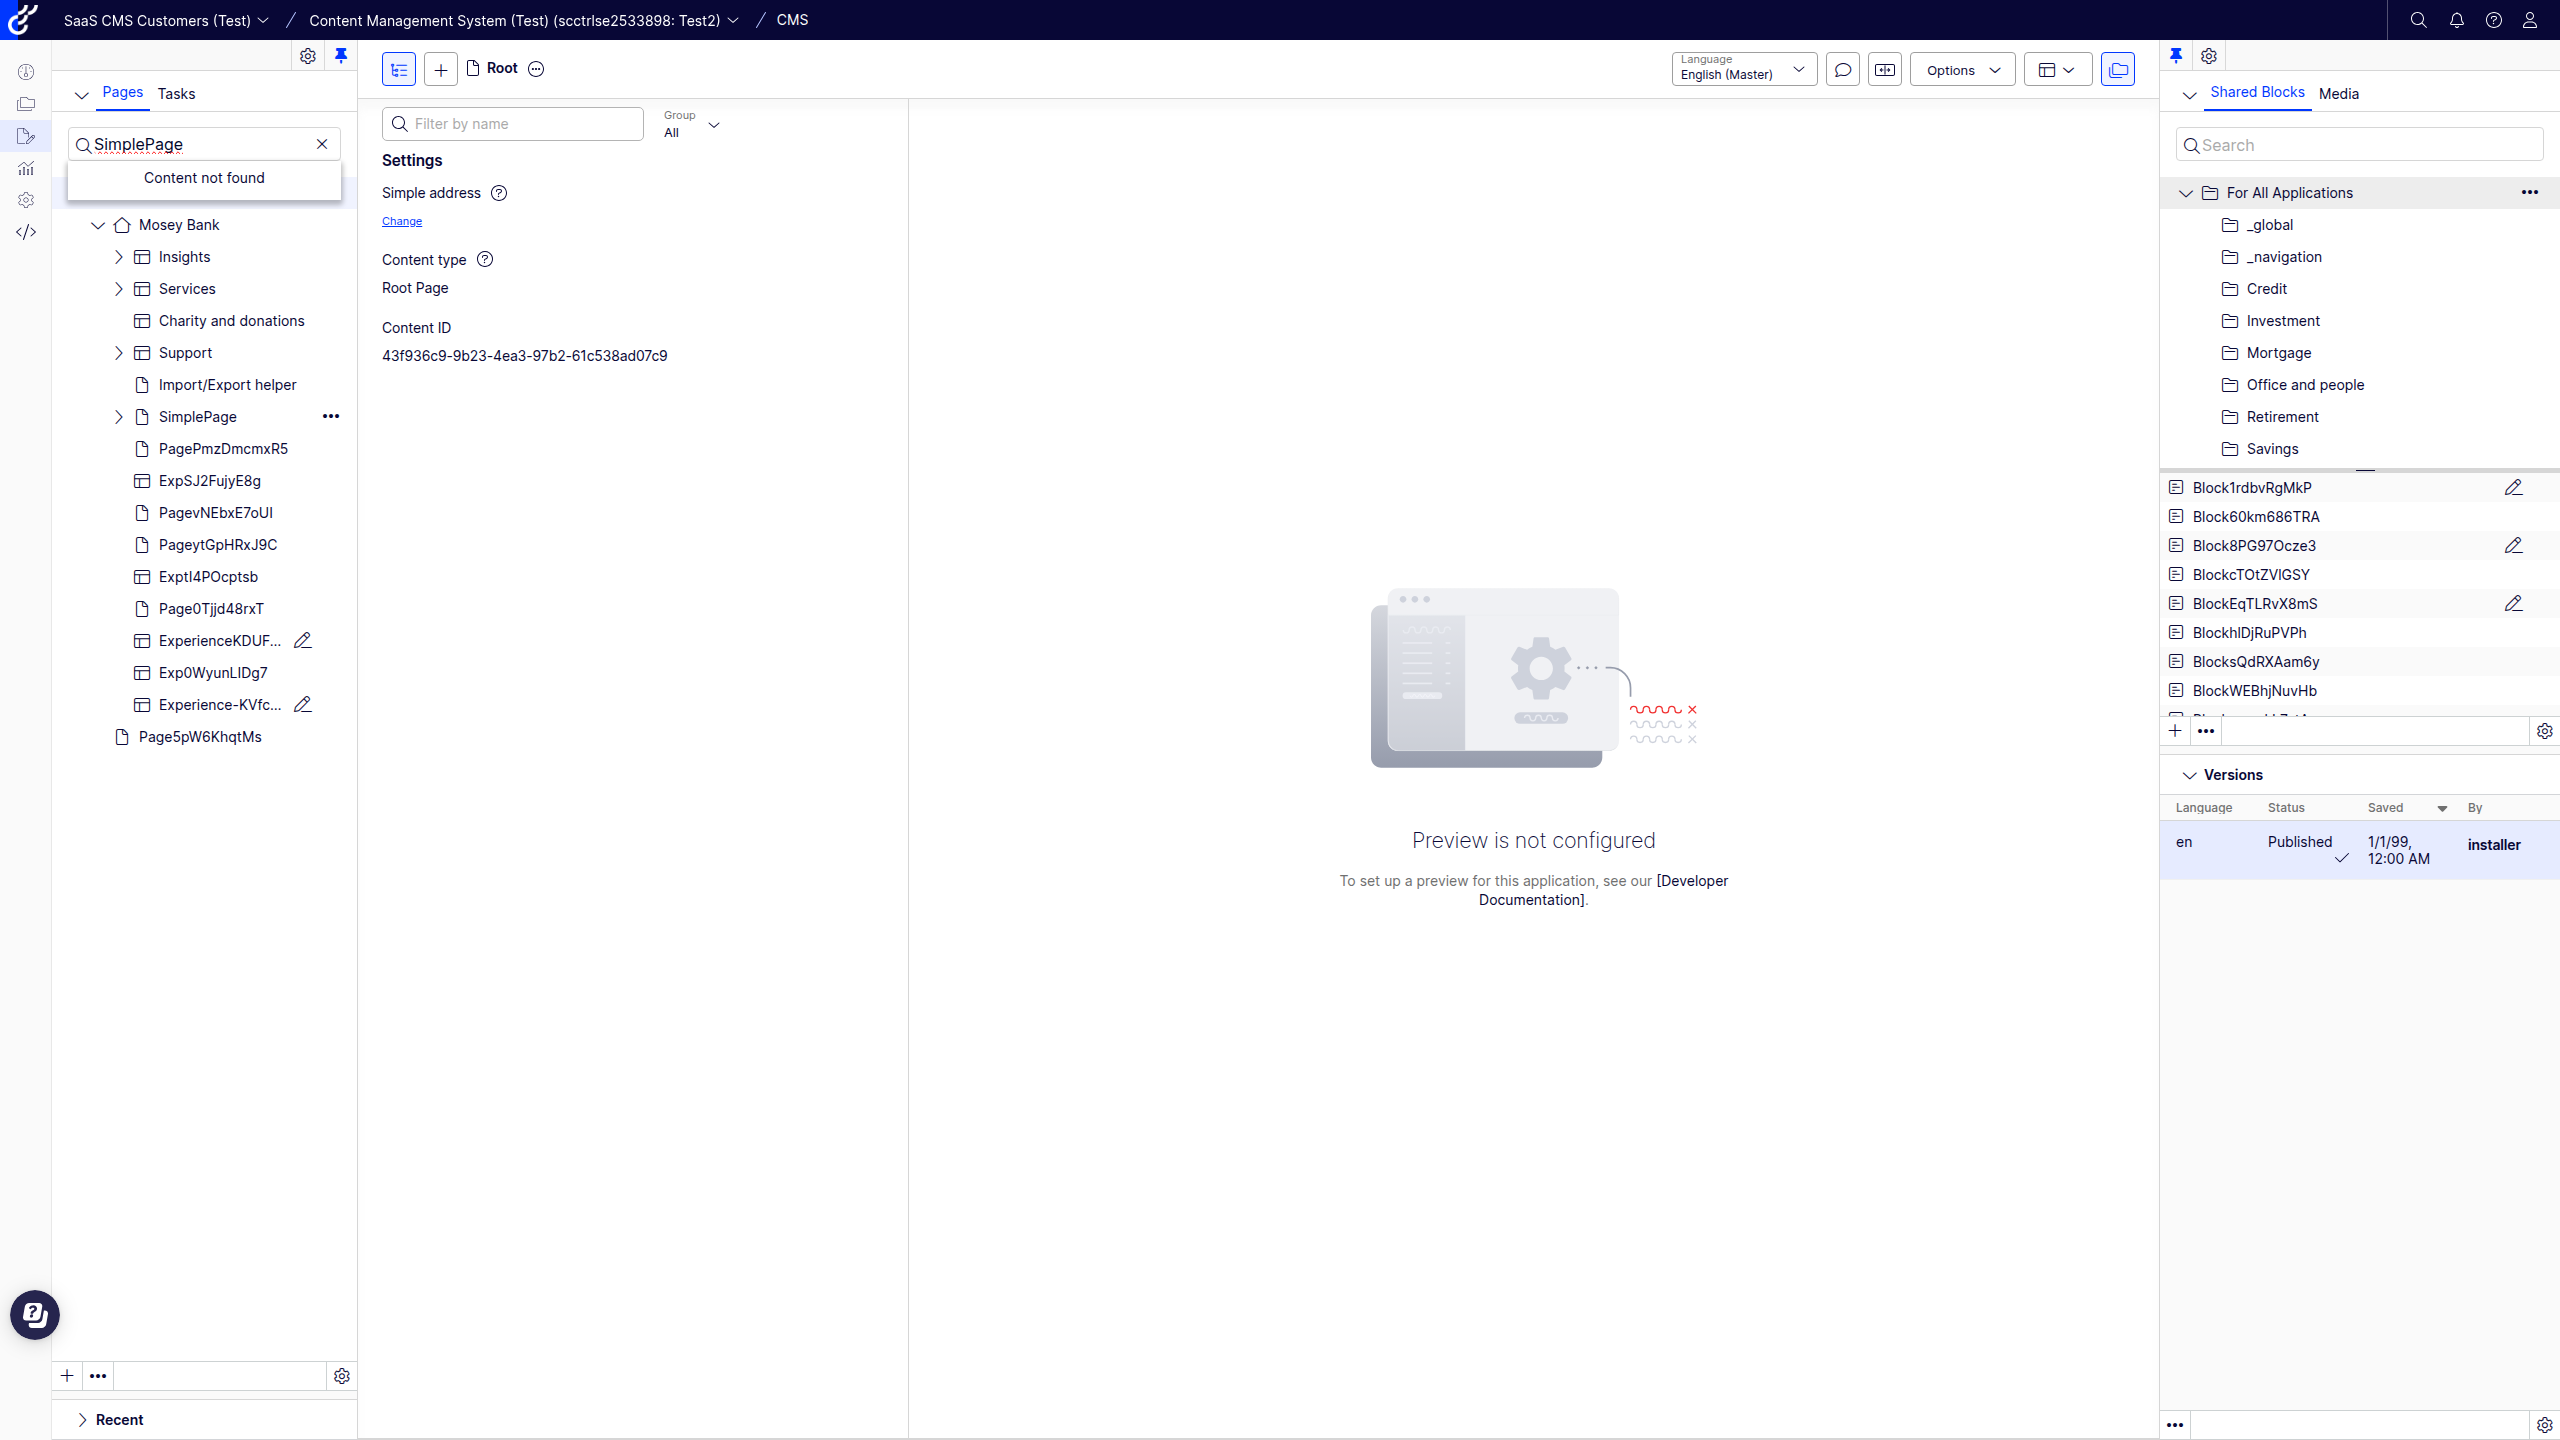 SaaS CMS Customers (Test) / Content Management System (Test) (scctrlse2533898: Test2) / CMS
Pages Tasks
SimplePage
Content not found
Mosey Bank
Insights
Services
Charity and donations
Support
Import/Export helper
SimplePage
PagePmzDmcmxR5
ExpSJ2FujyE8g
PagevNEbxE7oUI
PageytGpHRxJ9C
ExptI4POcptsb
Page0Tjjd48rxT
ExperienceKDUF...
Exp0WyunLIDg7
Experience-KVfc...
Page5pW6KhqtMs
Recent
Root
Language
English (Master)
Options
Filter by name
Group
All
Settings
Simple address
Change
Content type
Root Page
Content ID
43f936c9-9b23-4ea3-97b2-61c538ad07c9
Preview is not configured
To set up a preview for this application, see our [Developer
Documentation].
Shared Blocks Media
Search
For All Applications
_global
_navigation
Credit
Investment
Mortgage
Office and people
Retirement
Savings
Block1rdbvRgMkP
Block60km686TRA
Block8PG97Ocze3
BlockcTOtZVlGSY
BlockEqTLRvX8mS
BlockhlDjRuPVPh
BlocksQdRXAam6y
BlockWEBhjNuvHb
Versions
Language Status Saved By
en Published 1/1/99, installer
12:00 AM